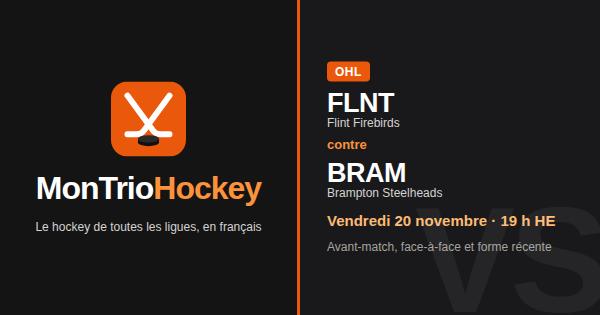 MonTrioHockey
Le hockey de toutes les ligues, en français
OHL
FLNT
Flint Firebirds
contre
BRAM
Brampton Steelheads
Vendredi 20 novembre · 19 h HE
Avant-match, face-à-face et forme récente
VS